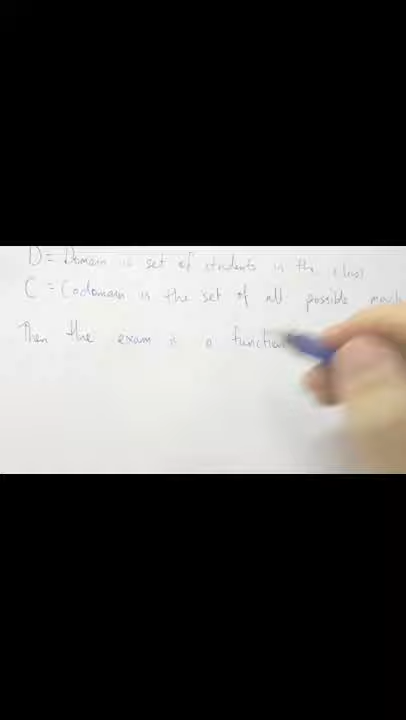 D = Domain is set of students in the class
C = Codomain is the set of all possible mark
Then the exam is a function